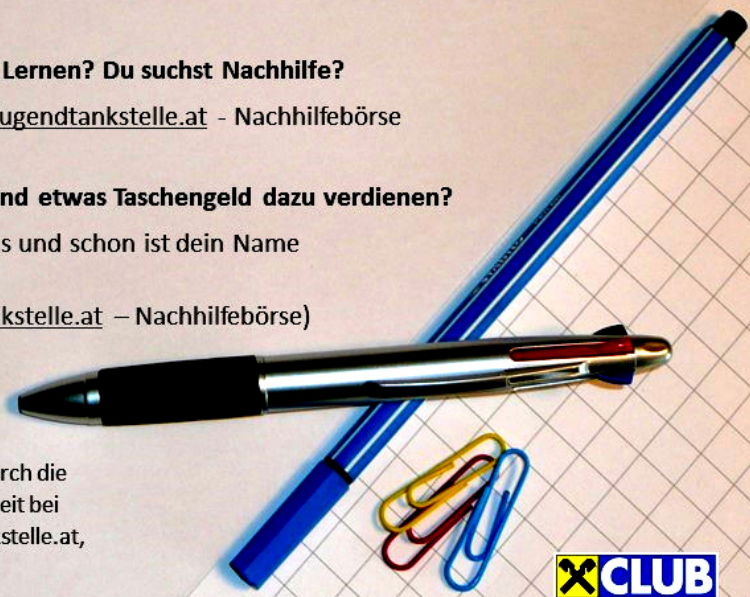 Lernen? Du suchst Nachhilfe?
ugendtankstelle.at - Nachhilfebörse
nd etwas Taschengeld dazu verdienen?
s und schon ist dein Name
kstelle.at – Nachhilfebörse)
rch die
eit bei
stelle.at,
CLUB